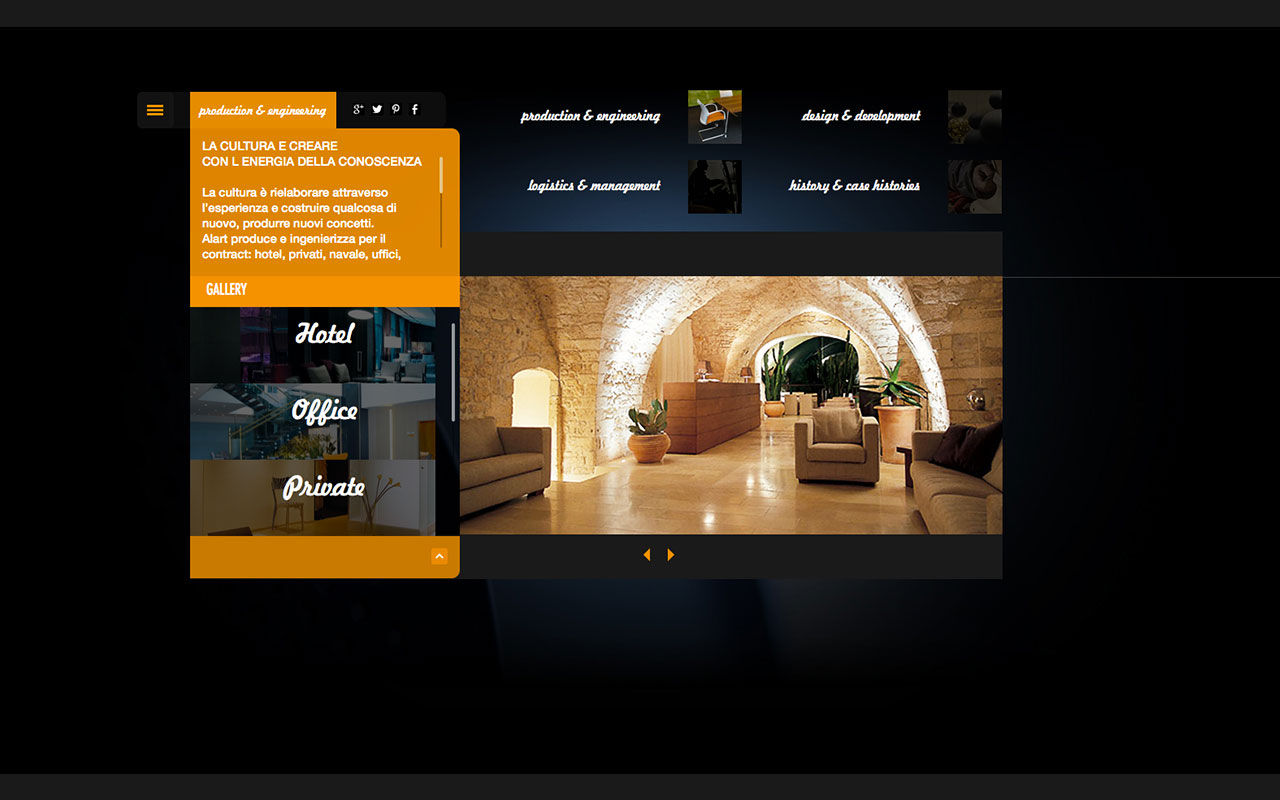 production & engineering
production & engineering
design & development
logistics & management
history & case histories
LA CULTURA E CREARE
CON L ENERGIA DELLA CONOSCENZA
La cultura è rielaborare attraverso
l'esperienza e costruire qualcosa di
nuovo, produrre nuovi concetti.
Alart produce e ingenierizza per il
contract: hotel, privati, navale, uffici,
GALLERY
Hotel
Office
Private